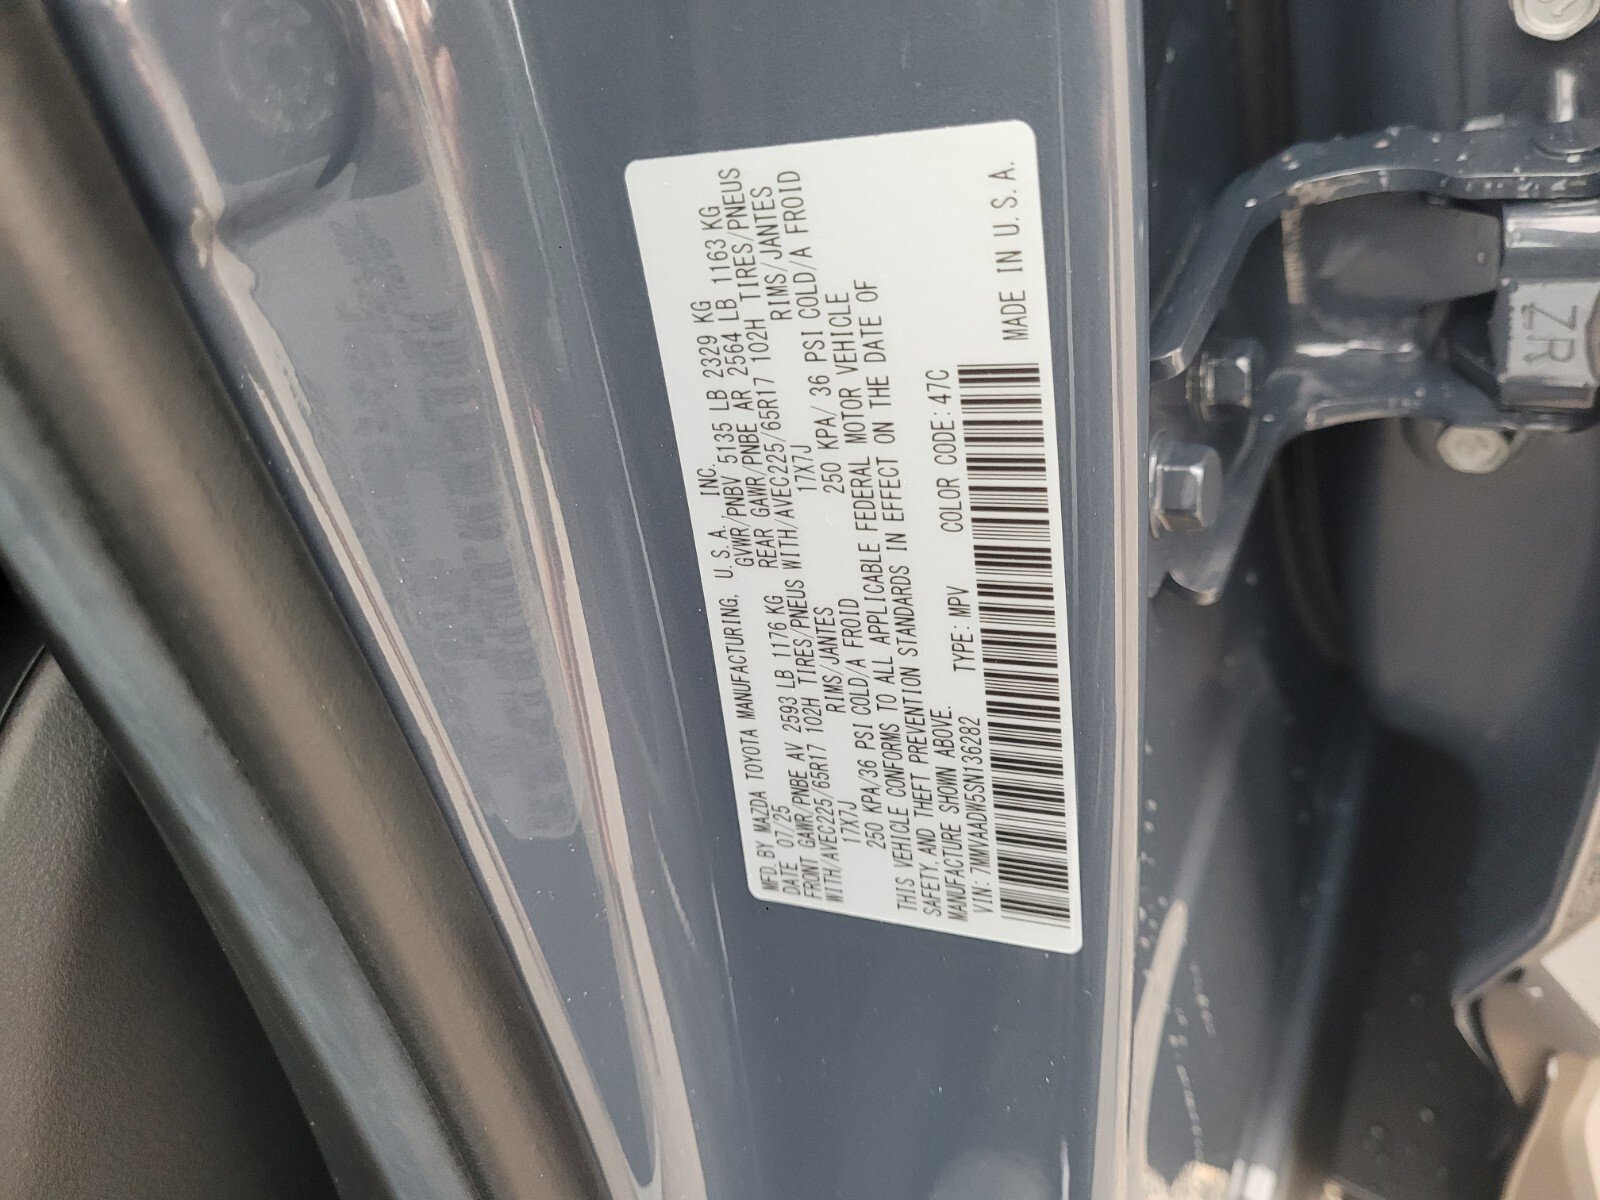 MFD. BY MAZDA TOYOTA MANUFACTURING, U. S. A. INC.
DATE 07/25 GVWR/PNBV 5135 LB 2329 KG
FRONT GAWR/PNBE AV 2593 LB 1176 KG REAR GAWR/PNBE AR 2564 LB 1163 KG
WITH/AVEC225/65R17 102H TIRES/PNEUS WITH/AVEC225/65R17 102H TIRES/PNEUS
17X7J RIMS/JANTES 17X7J RIMS/JANTES
250 KPA/36 PSI COLD/A FROID 250 KPA/ 36 PSI COLD/A FROID
THIS VEHICLE CONFORMS TO ALL APPLICABLE FEDERAL MOTOR VEHICLE
SAFETY, AND THEFT PREVENTION STANDARDS IN EFFECT ON THE DATE OF
MANUFACTURE SHOWN ABOVE.
VIN: 7MMVAADW5SN136282 TYPE: MPV COLOR CODE: 47C
MADE IN U. S. A.
ZR